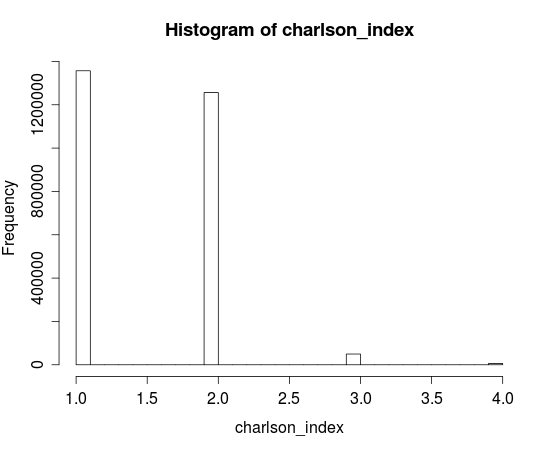 Histogram of charlson_index
1200000
800000
400000
0
Frequency
1.0 1.5 2.0 2.5 3.0 3.5 4.0
charlson_index